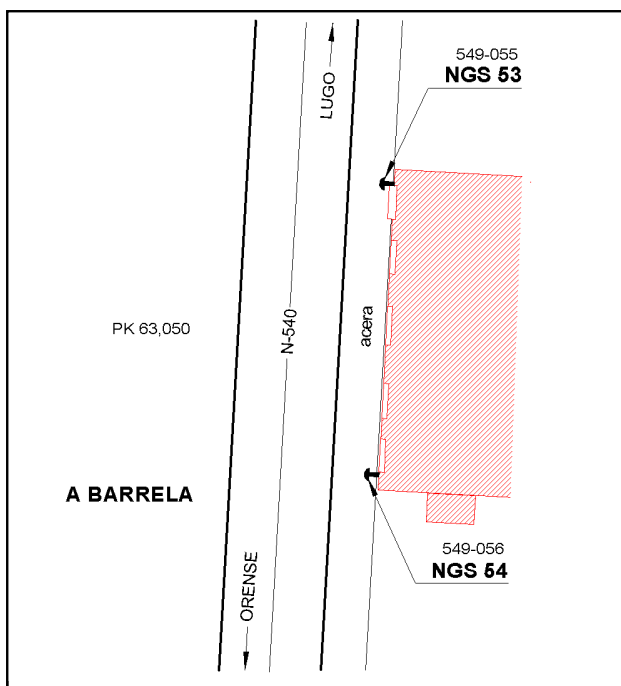 549-055
NGS 53
LUGO
N-540
acera
PK 63,050
A BARRELA
ORENSE
549-056
NGS 54